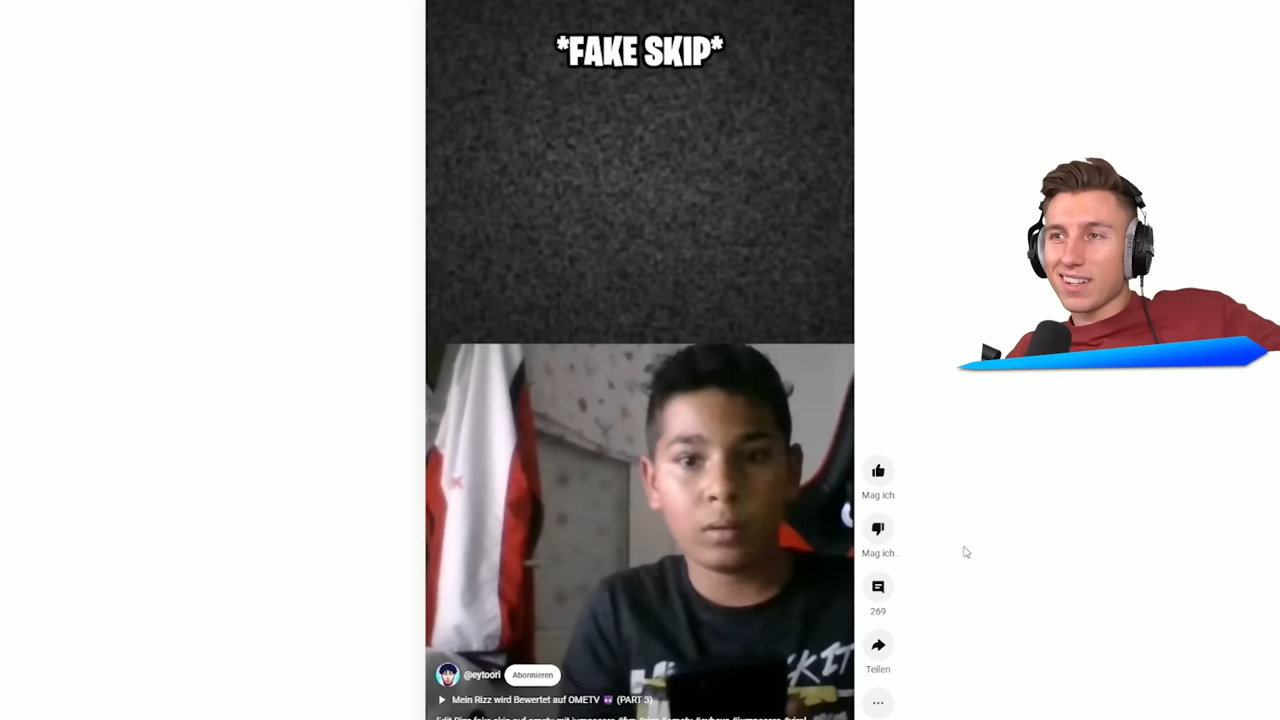 *FAKE SKIP*
Mag ich
Mag ich .
269
Teilen
@eytoori
Abonnieren
Mein Rizz wird Bewertet auf OMETV 😈 (PART 3)